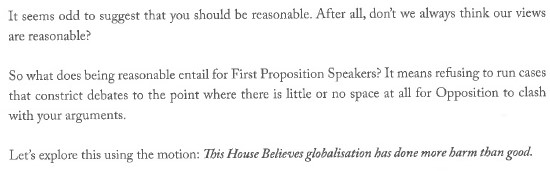 It seems odd to suggest that you should be reasonable. After all, don't we always think our views
are reasonable?
So what does being reasonable entail for First Proposition Speakers? It means refusing to run cases
that constrict debates to the point where there is little or no space at all for Opposition to clash
with your arguments.
Let's explore this using the motion: This House Believes globalisation has done more harm than good.